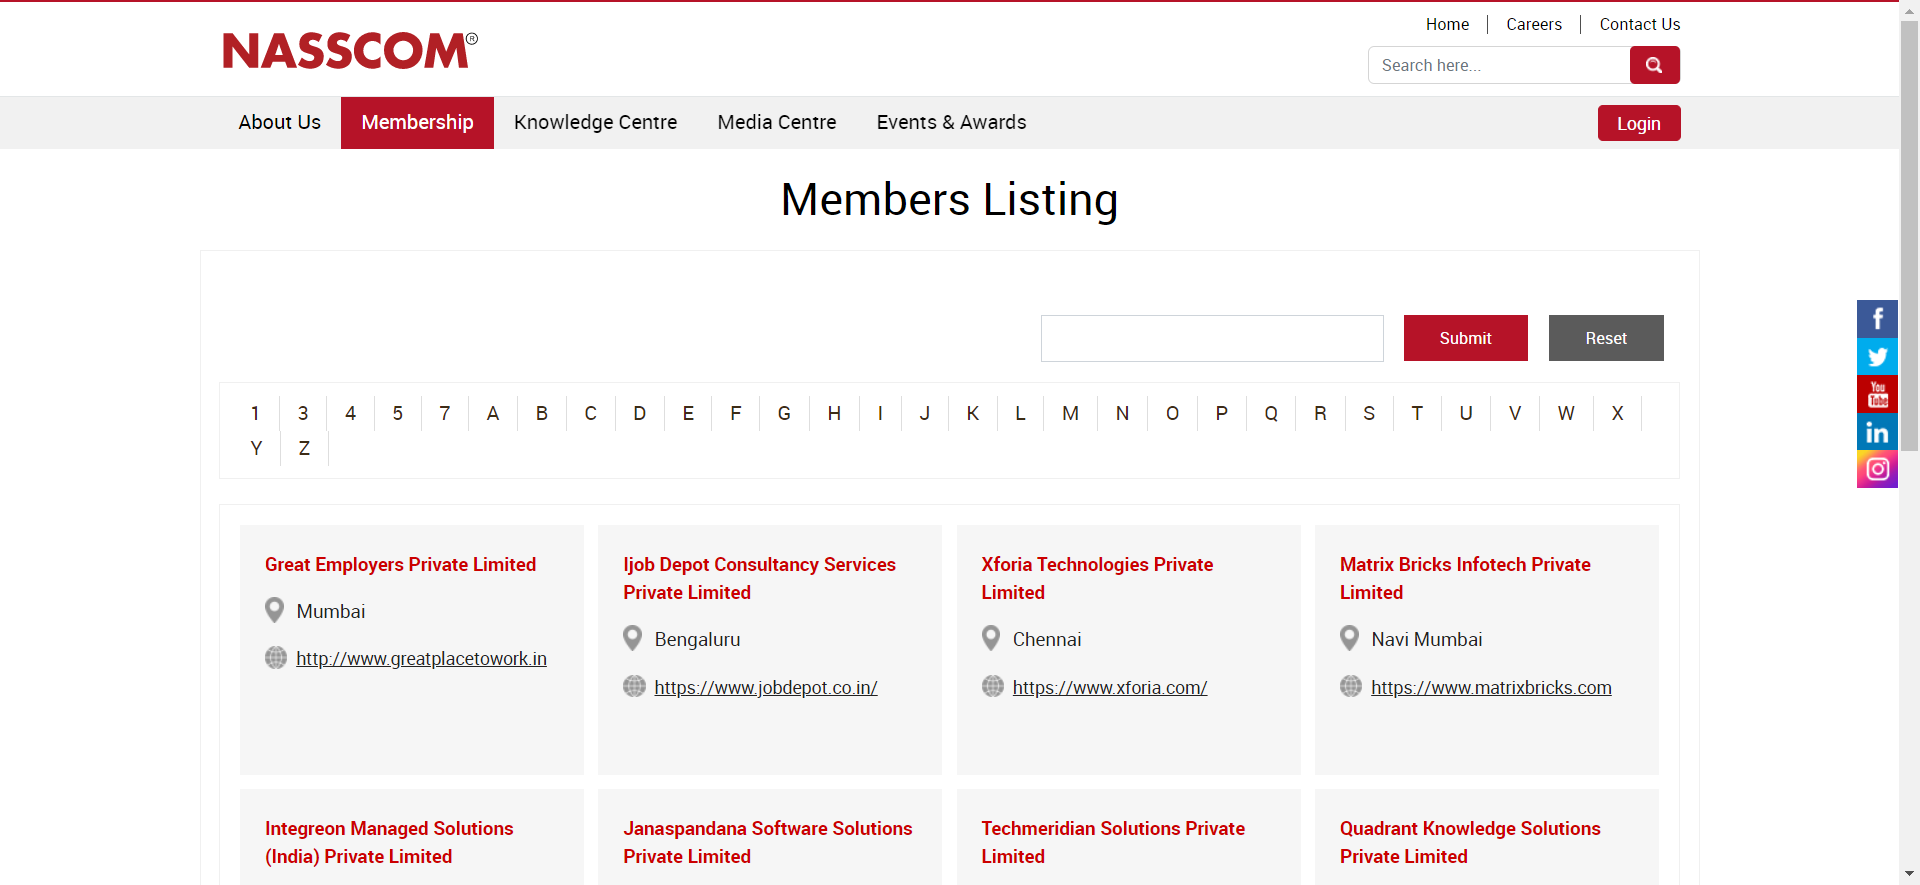 Home
Careers
Contact Us
NASSCOM®
Search here...
About Us
Membership
Knowledge Centre
Media Centre
Events & Awards
Login
Members Listing
Submit
Reset
1 3 4 5 7 A B C D E F G H I J K L M N O P Q R S T U V W X
Y Z
Great Employers Private Limited
Mumbai
http://www.greatplacetowork.in
Ijob Depot Consultancy Services
Private Limited
Bengaluru
https://www.jobdepot.co.in/
Xforia Technologies Private
Limited
Chennai
https://www.xforia.com/
Matrix Bricks Infotech Private
Limited
Navi Mumbai
https://www.matrixbricks.com
Integreon Managed Solutions
(India) Private Limited
Janaspandana Software Solutions
Private Limited
Techmeridian Solutions Private
Limited
Quadrant Knowledge Solutions
Private Limited
f
You
Tube
in